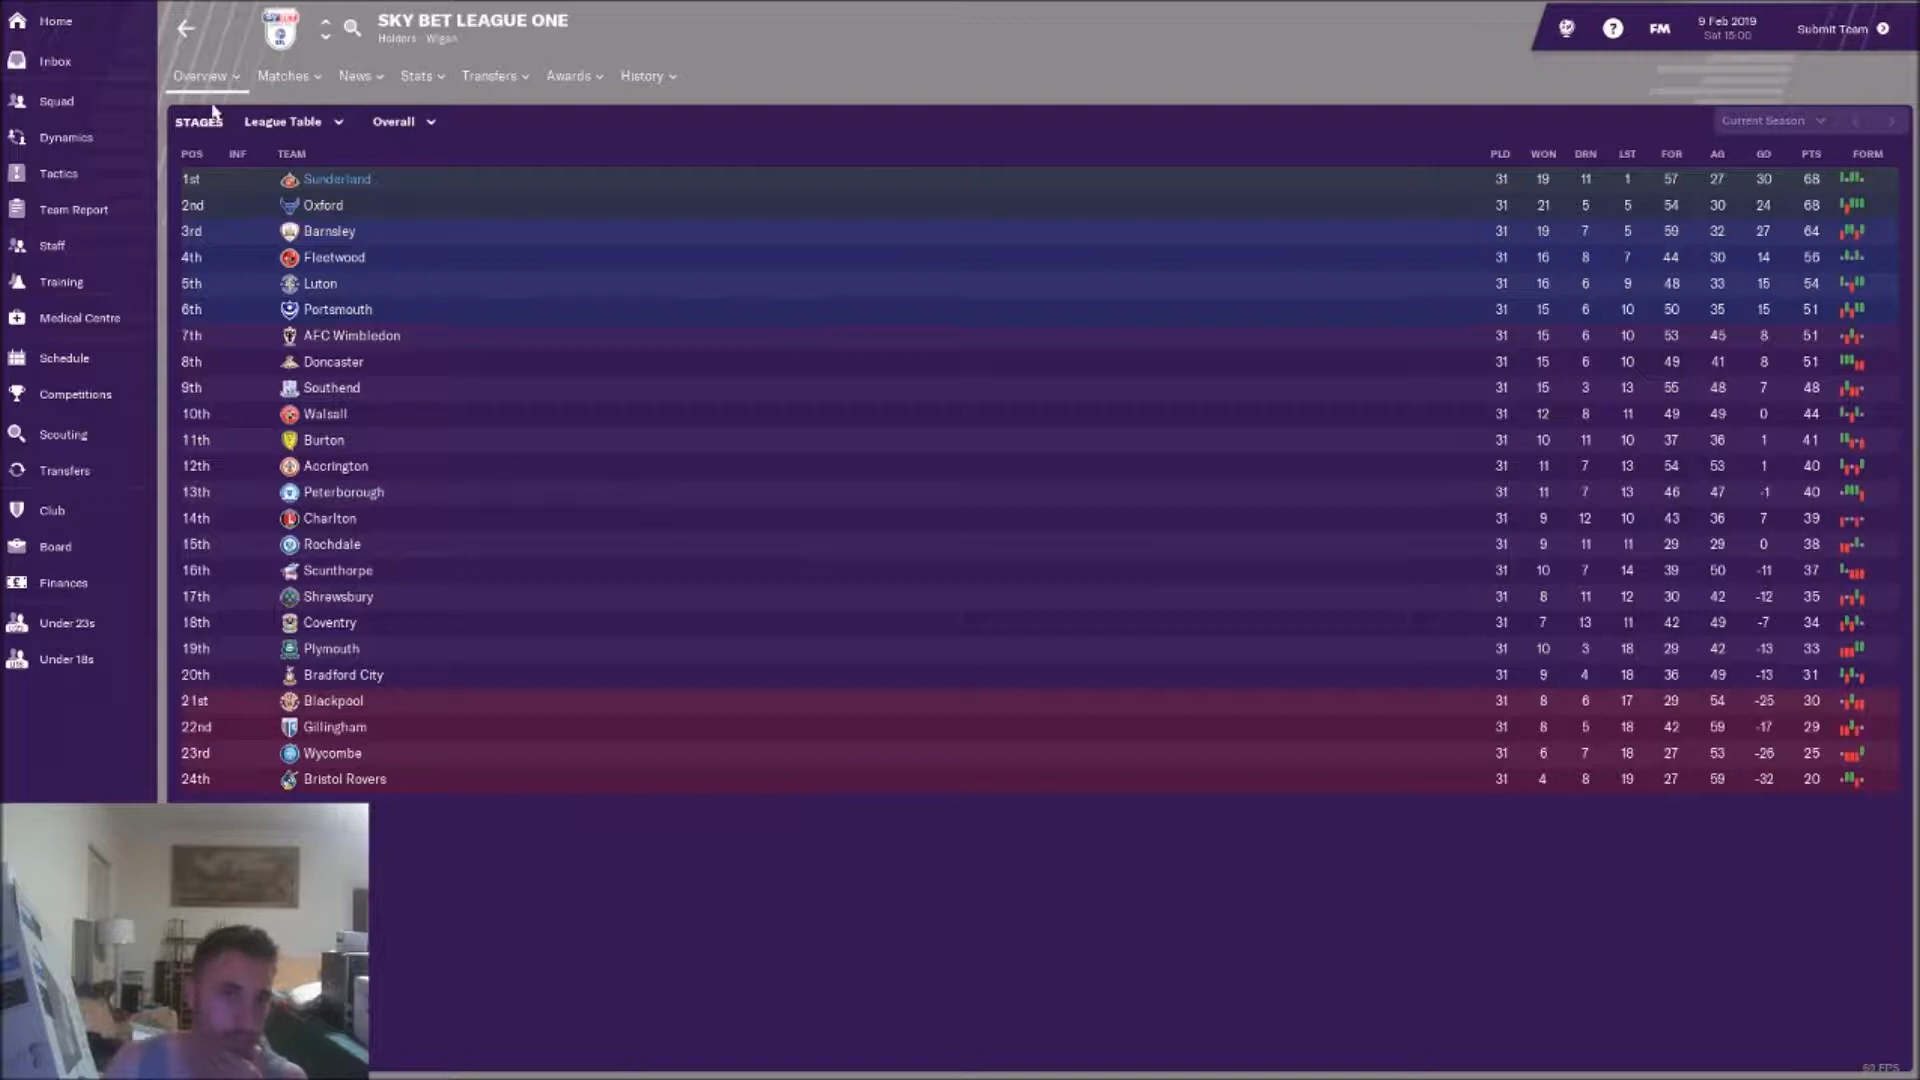 Home
Inbox
Squad
Dynamics
Tactics
Team Report
Staff
Training
Medical Centre
Schedule
Competitions
Scouting
Transfers
Club
Board
Finances
Under 23s
Under 18s
SKY BET LEAGUE ONE
Holders - Wigan
FM
9 Feb 2019
Sat 15:00
Submit Team
Overview Matches News Stats Transfers Awards History
STAGES League Table Overall Current Season
POS INF TEAM PLD WON DRN LST FOR AG GD PTS FORM
1st Sunderland 31 19 11 1 57 27 30 68
2nd Oxford 31 21 5 5 54 30 24 68
3rd Barnsley 31 19 7 5 59 32 27 64
4th Fleetwood 31 16 8 7 44 30 14 56
5th Luton 31 16 6 9 48 33 15 54
6th Portsmouth 31 15 6 10 50 35 15 51
7th AFC Wimbledon 31 15 6 10 53 45 8 51
8th Doncaster 31 15 6 10 49 41 8 51
9th Southend 31 15 3 13 55 48 7 48
10th Walsall 31 12 8 11 49 49 0 44
11th Burton 31 10 11 10 37 36 1 41
12th Accrington 31 11 7 13 54 53 1 40
13th Peterborough 31 11 7 13 46 47 -1 40
14th Charlton 31 9 12 10 43 36 7 39
15th Rochdale 31 9 11 11 29 29 0 38
16th Scunthorpe 31 10 7 14 39 50 -11 37
17th Shrewsbury 31 8 11 12 30 42 -12 35
18th Coventry 31 7 13 11 42 49 -7 34
19th Plymouth 31 10 3 18 29 42 -13 33
20th Bradford City 31 9 4 18 36 49 -13 31
21st Blackpool 31 8 6 17 29 54 -25 30
22nd Gillingham 31 8 5 18 42 59 -17 29
23rd Wycombe 31 6 7 18 27 53 -26 25
24th Bristol Rovers 31 4 8 19 27 59 -32 20
60 FPS